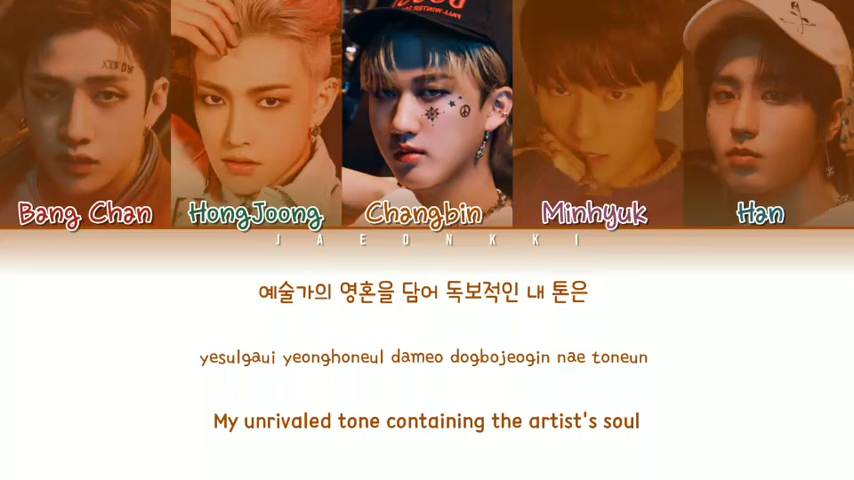 Bang Chan HongJoong Changbin Minhyuk Han
JAEONKKI
예술가의 영혼을 담어 독보적인 내 톤은
yesulgaui yeonghoneul dameo dogbojeogin nae toneun
My unrivaled tone containing the artist's soul